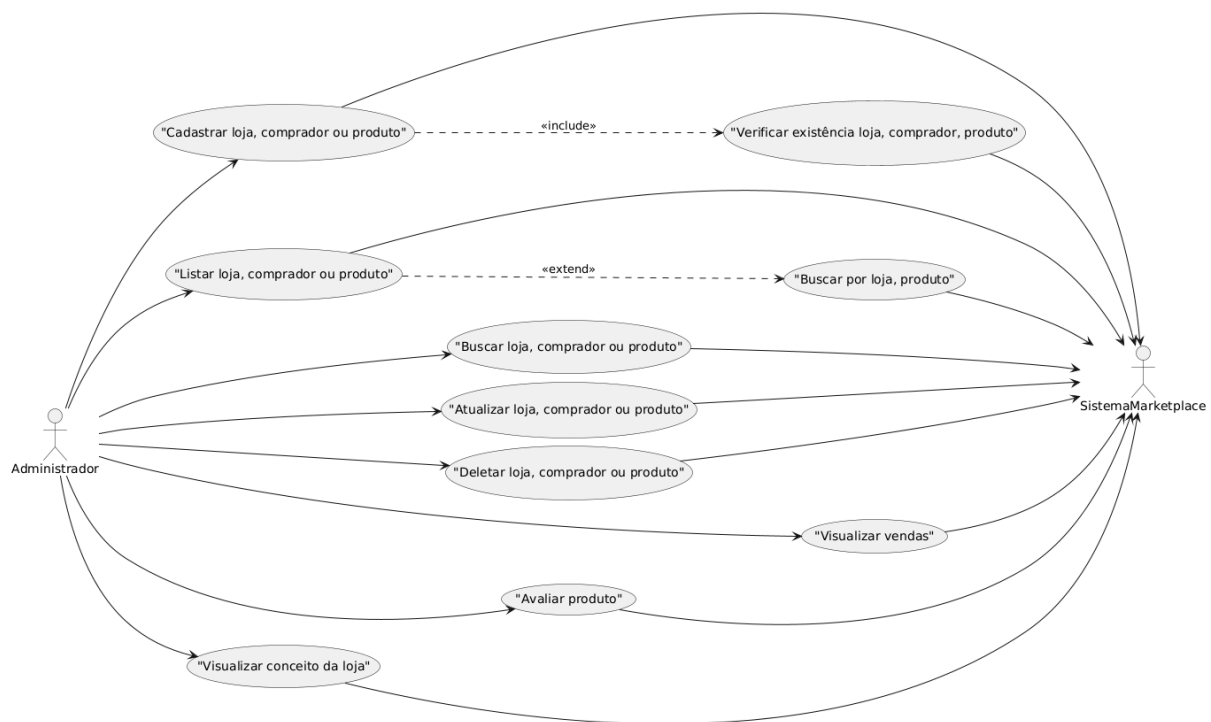 "Cadastrar loja, comprador ou produto"
«include»
"Verificar existência loja, comprador, produto"
"Listar loja, comprador ou produto"
«extend»
"Buscar por loja, produto"
"Buscar loja, comprador ou produto"
"Atualizar loja, comprador ou produto"
SistemaMarketplace
Administrador
"Deletar loja, comprador ou produto"
"Visualizar vendas"
"Avaliar produto"
"Visualizar conceito da loja"